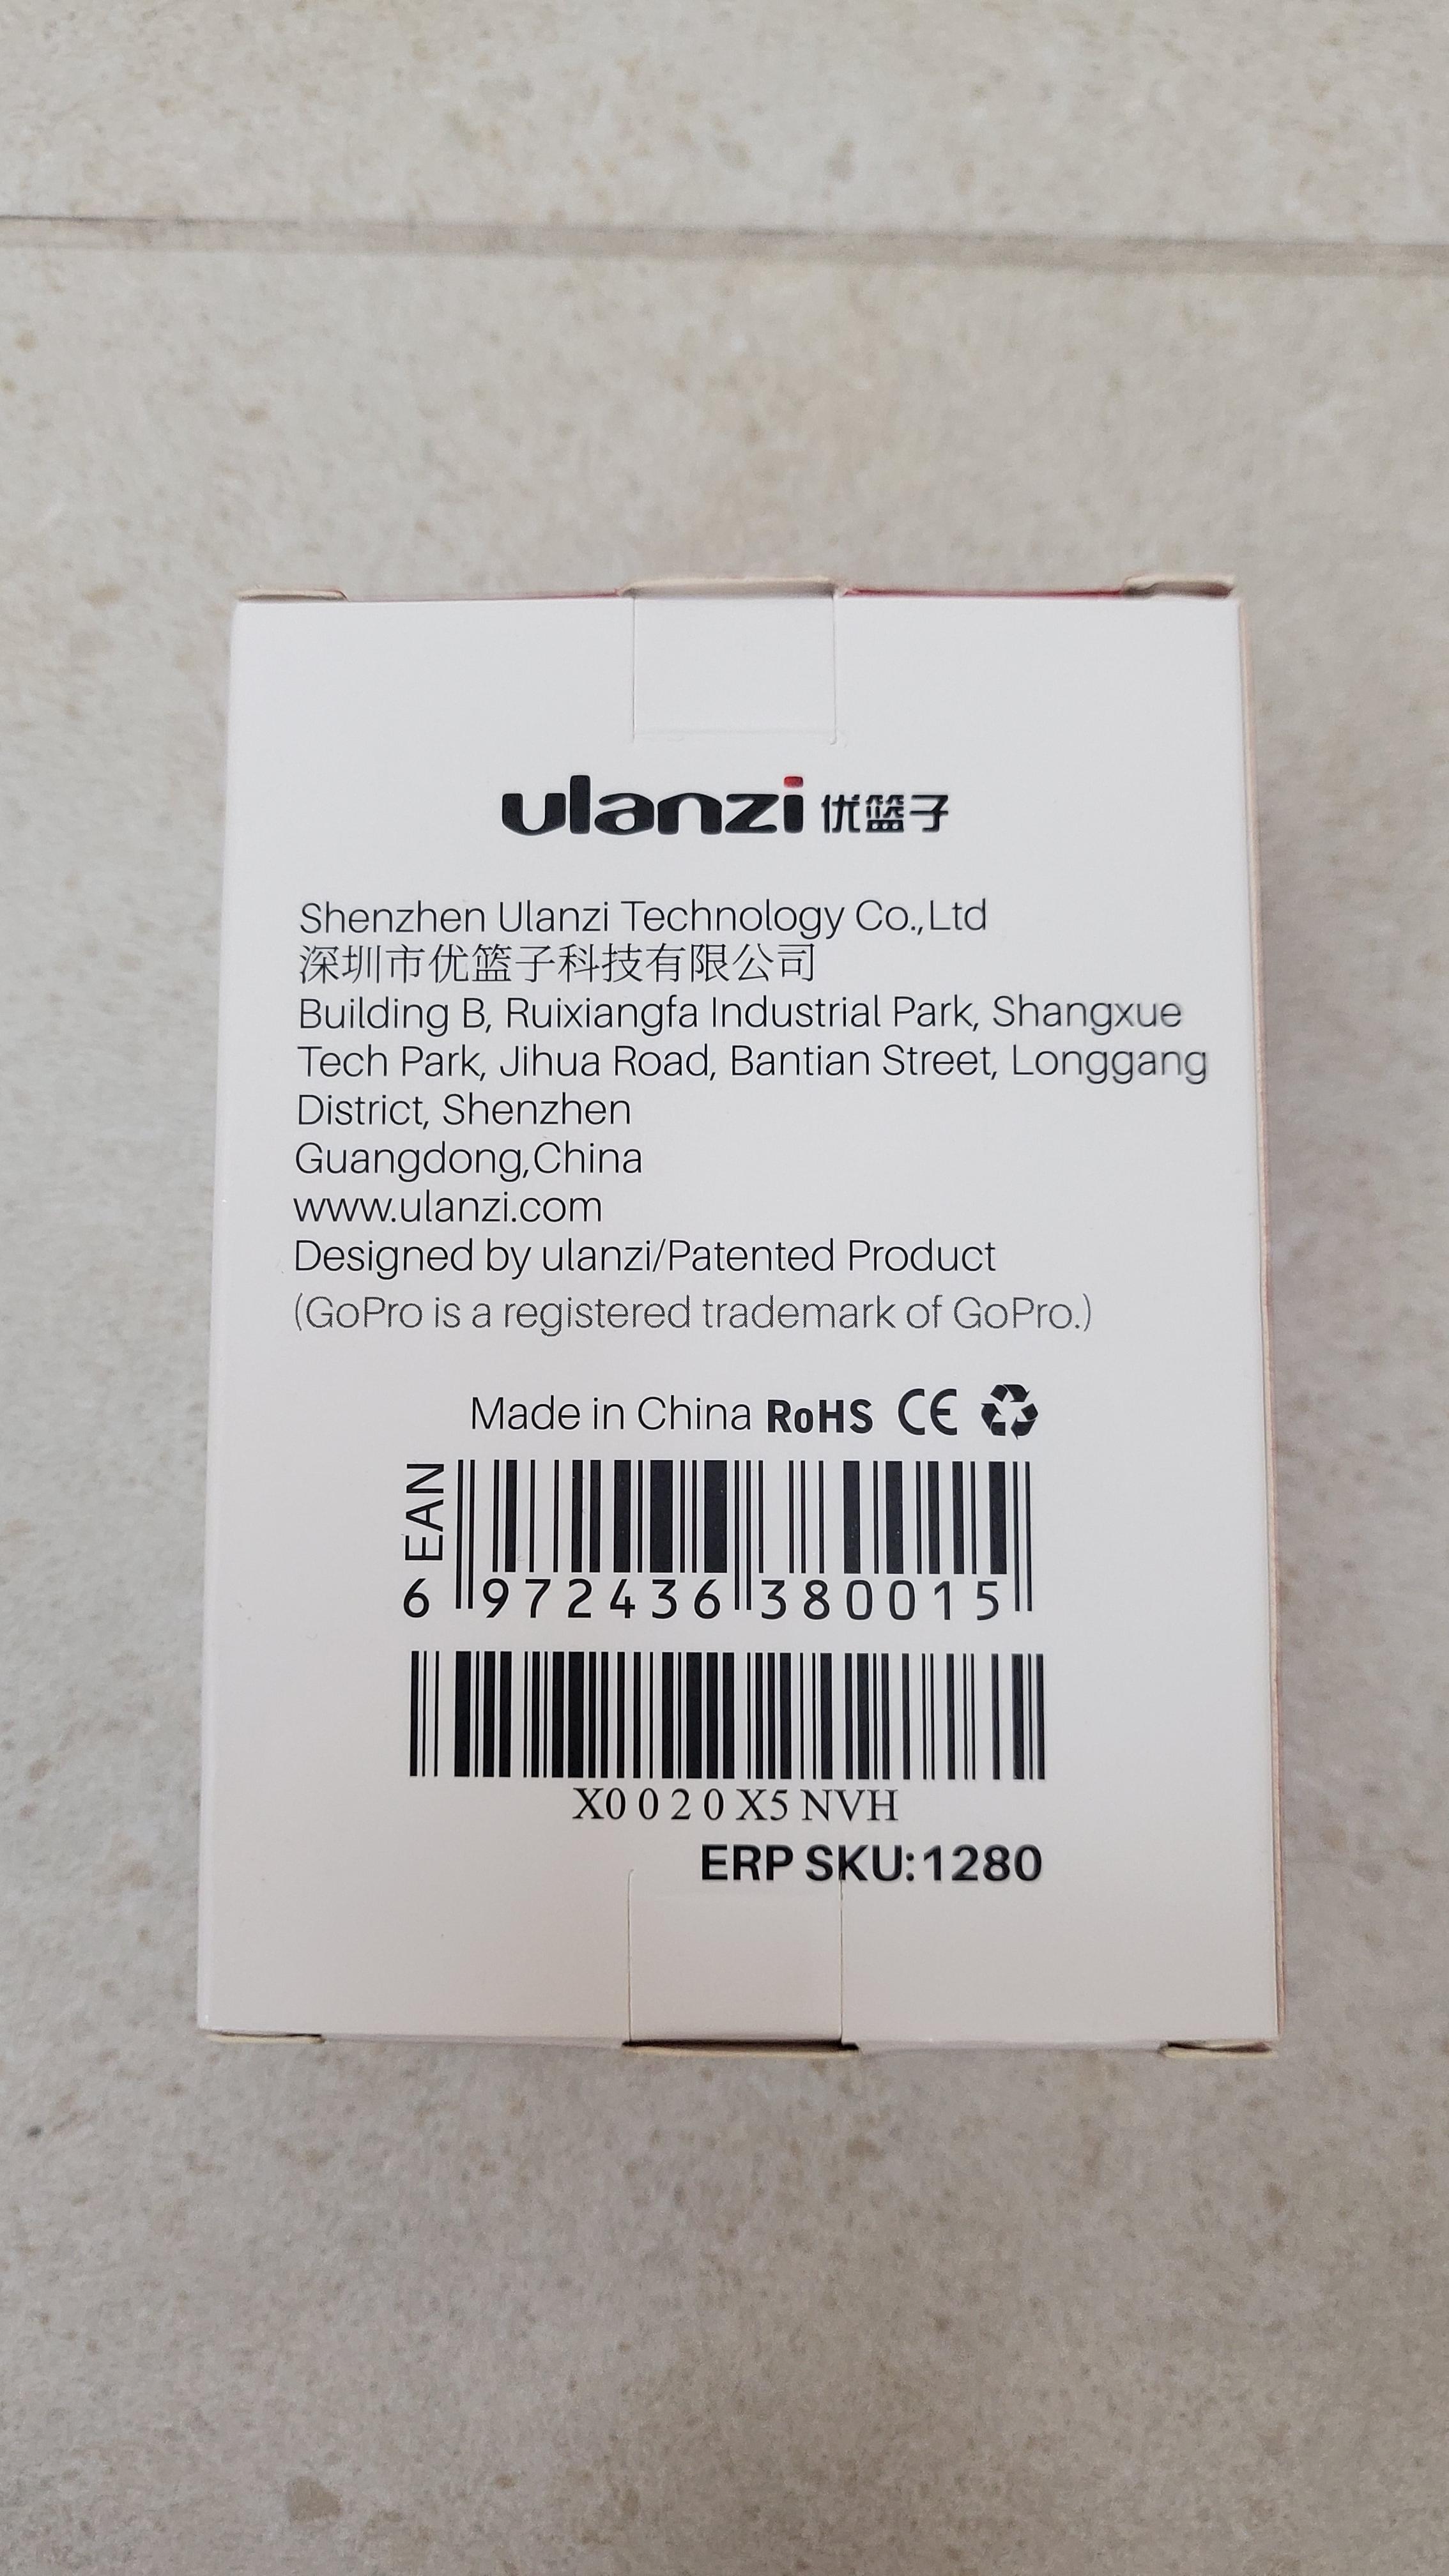 ulanzi 优篮子
Shenzhen Ulanzi Technology Co.,Ltd
深圳市优篮子科技有限公司
Building B, Ruixiangfa Industrial Park, Shangxue
Tech Park, Jihua Road, Bantian Street, Longgang
District, Shenzhen
Guangdong,China
www.ulanzi.com
Designed by ulanzi/Patented Product
(GoPro is a registered trademark of GoPro.)
Made in China RoHS CE
EAN
6 972436 380015
X0020X5NVH
ERP SKU:1280